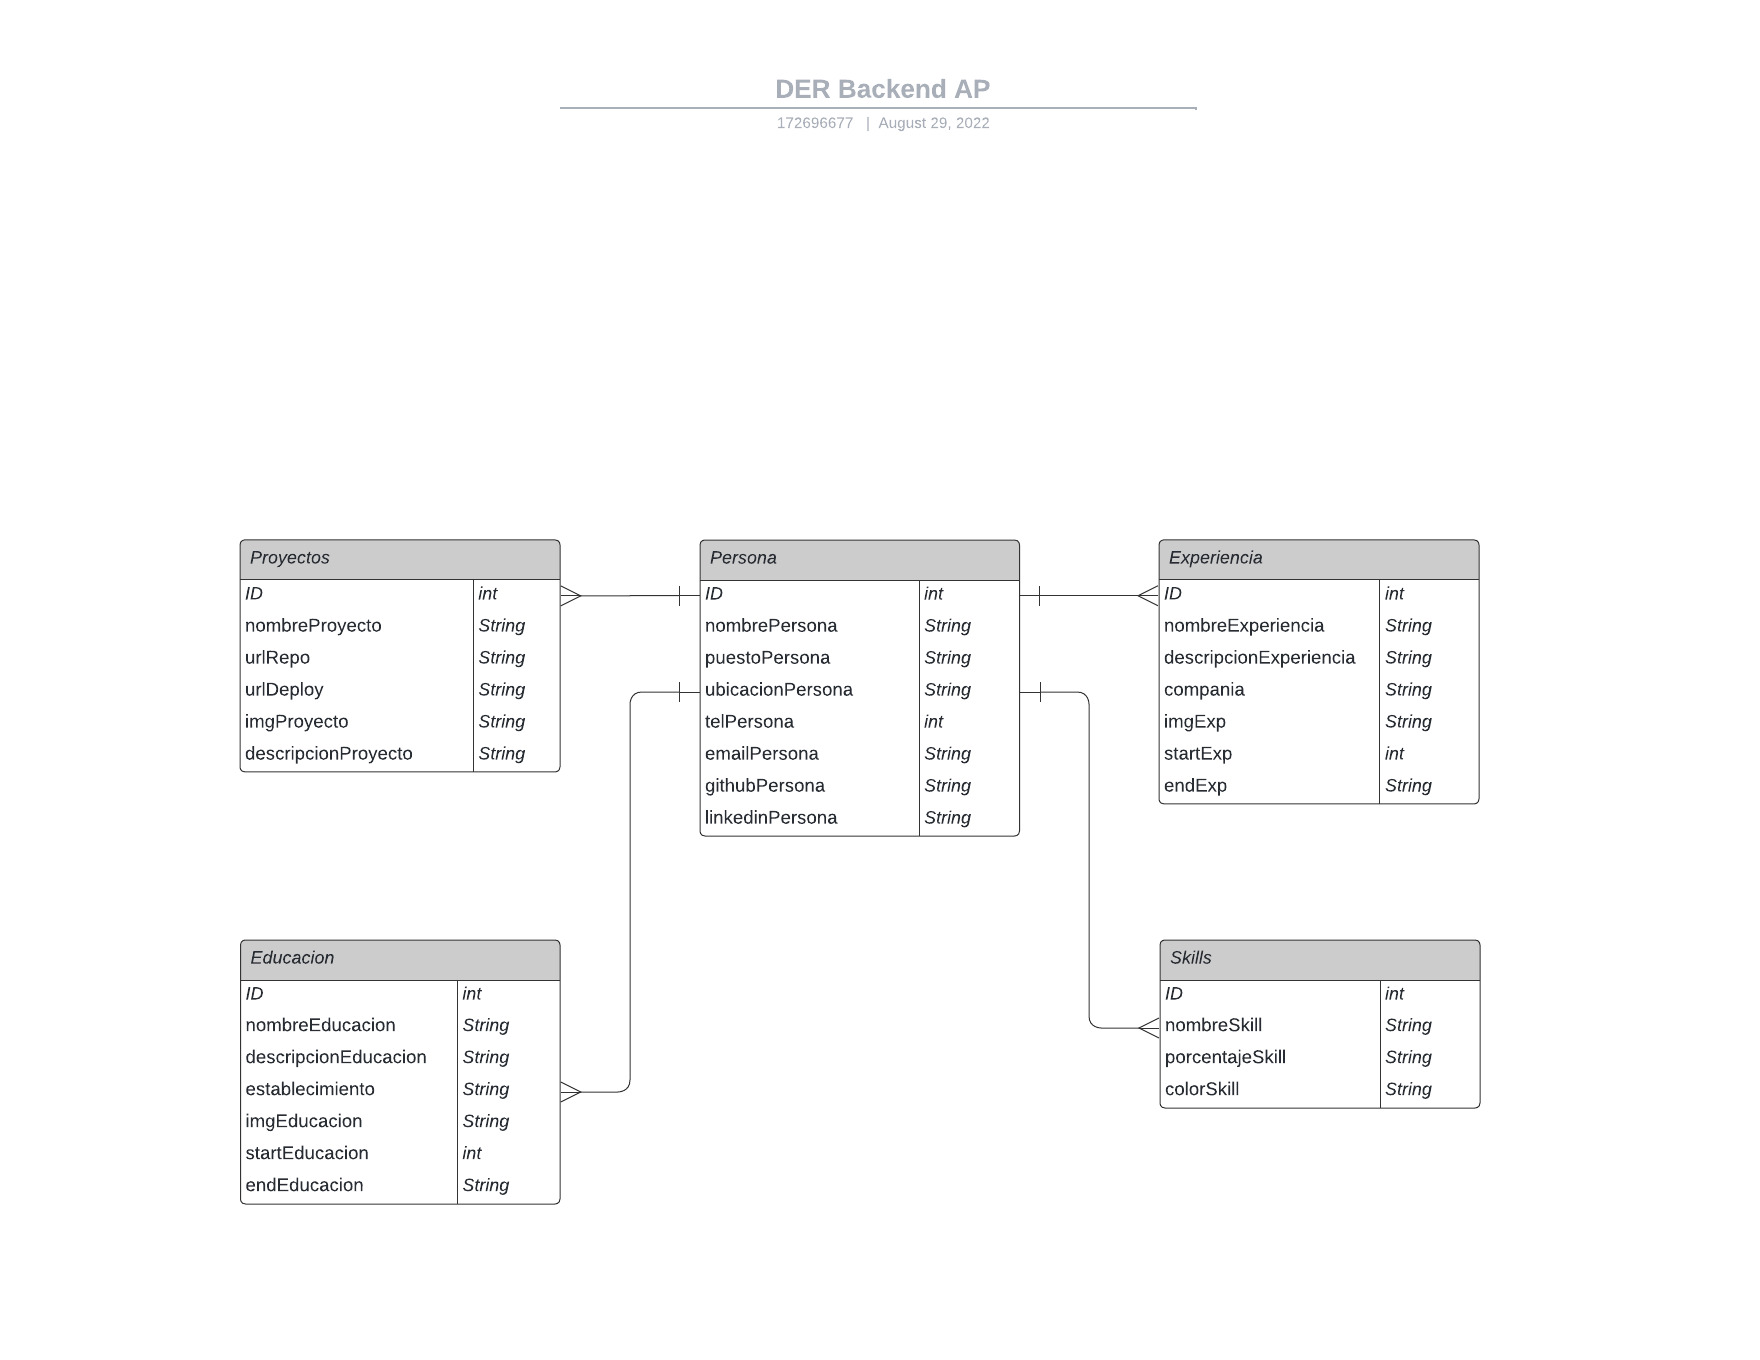 DER Backend AP
172696677 | August 29, 2022
Proyectos
ID int
nombreProyecto String
urlRepo String
urlDeploy String
imgProyecto String
descripcionProyecto String
Persona
ID int
nombrePersona String
puestoPersona String
ubicacionPersona String
telPersona int
emailPersona String
githubPersona String
linkedinPersona String
Experiencia
ID int
nombreExperiencia String
descripcionExperiencia String
compania String
imgExp String
startExp int
endExp String
Educacion
ID int
nombreEducacion String
descripcionEducacion String
establecimiento String
imgEducacion String
startEducacion int
endEducacion String
Skills
ID int
nombreSkill String
porcentajeSkill String
colorSkill String